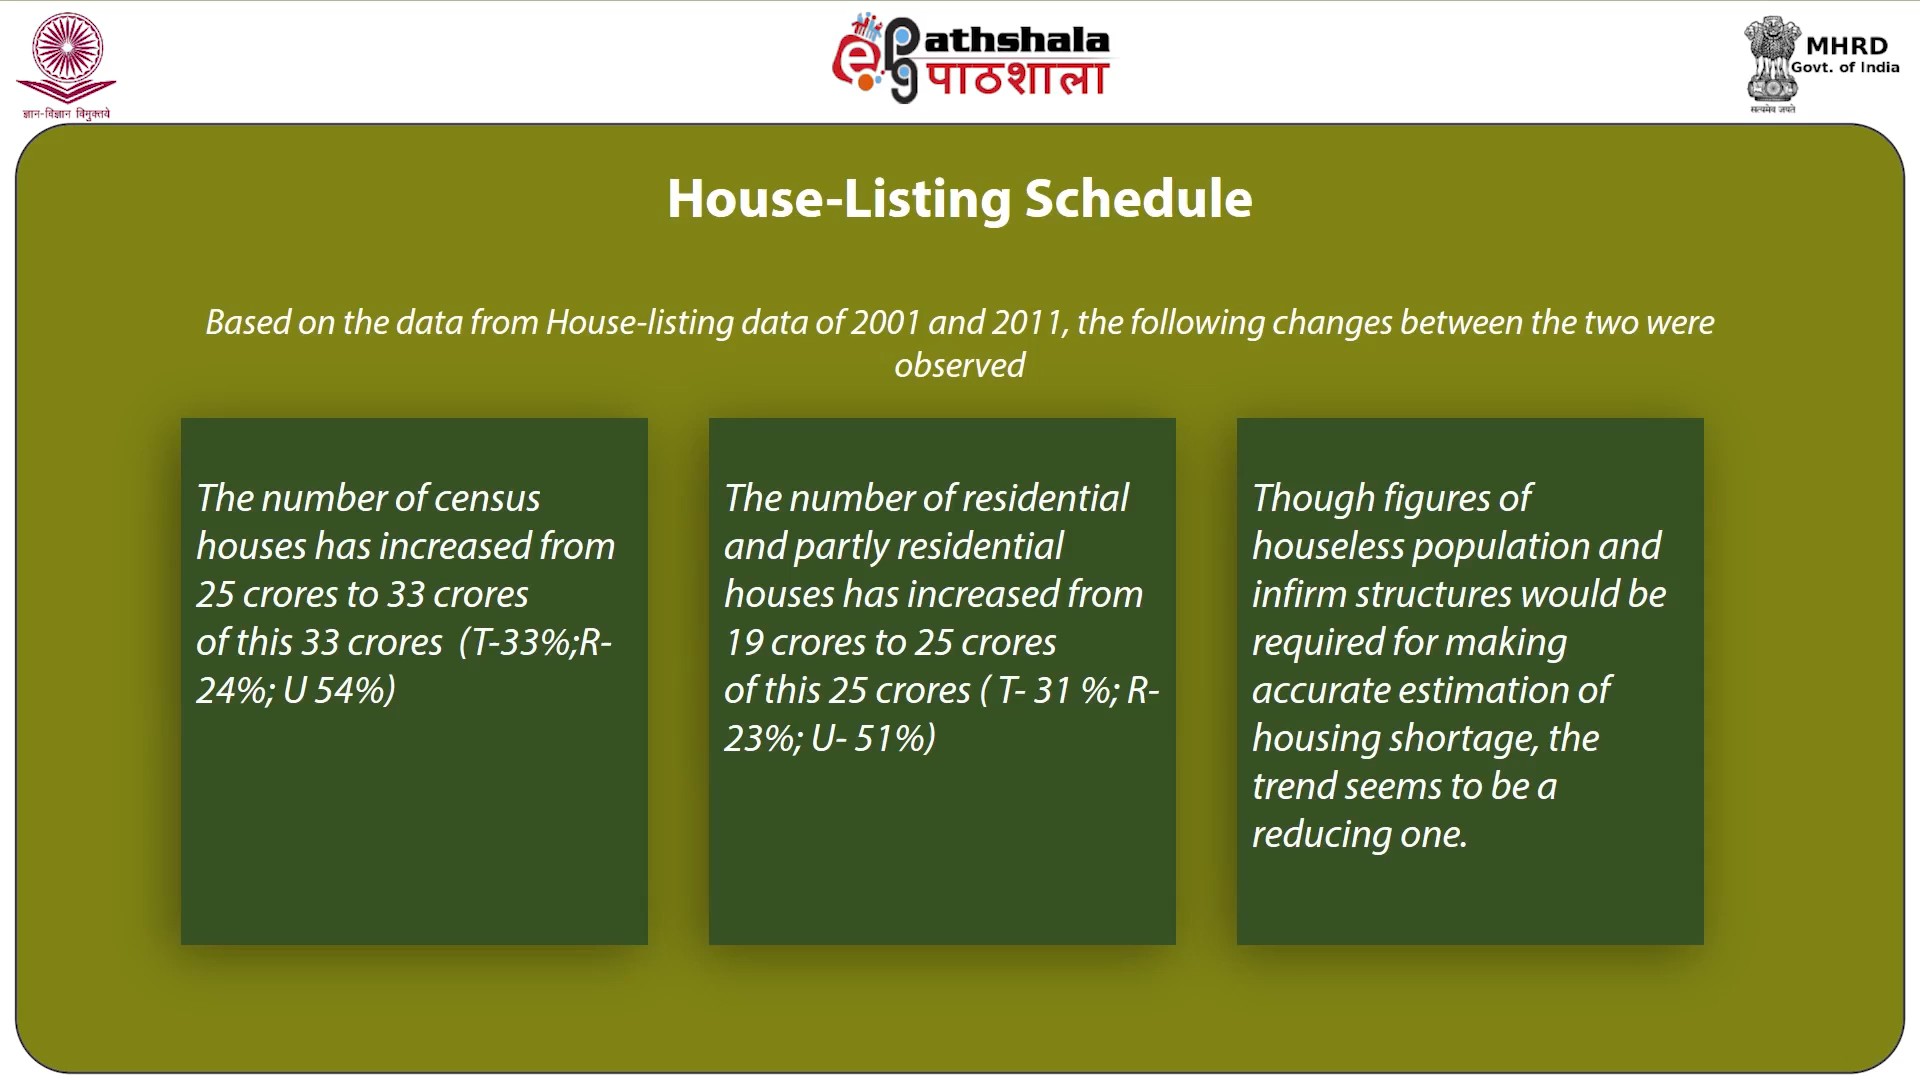 ज्ञान-विज्ञान विमुक्तये
e Pg athshala
पाठशाला
MHRD
Govt. of India
सत्यमेव जयते
House-Listing Schedule
Based on the data from House-listing data of 2001 and 2011, the following changes between the two were
observed
The number of census
houses has increased from
25 crores to 33 crores
of this 33 crores (T-33%;R-
24%; U 54%)
The number of residential
and partly residential
houses has increased from
19 crores to 25 crores
of this 25 crores ( T- 31 %; R-
23%; U- 51%)
Though figures of
houseless population and
infirm structures would be
required for making
accurate estimation of
housing shortage, the
trend seems to be a
reducing one.